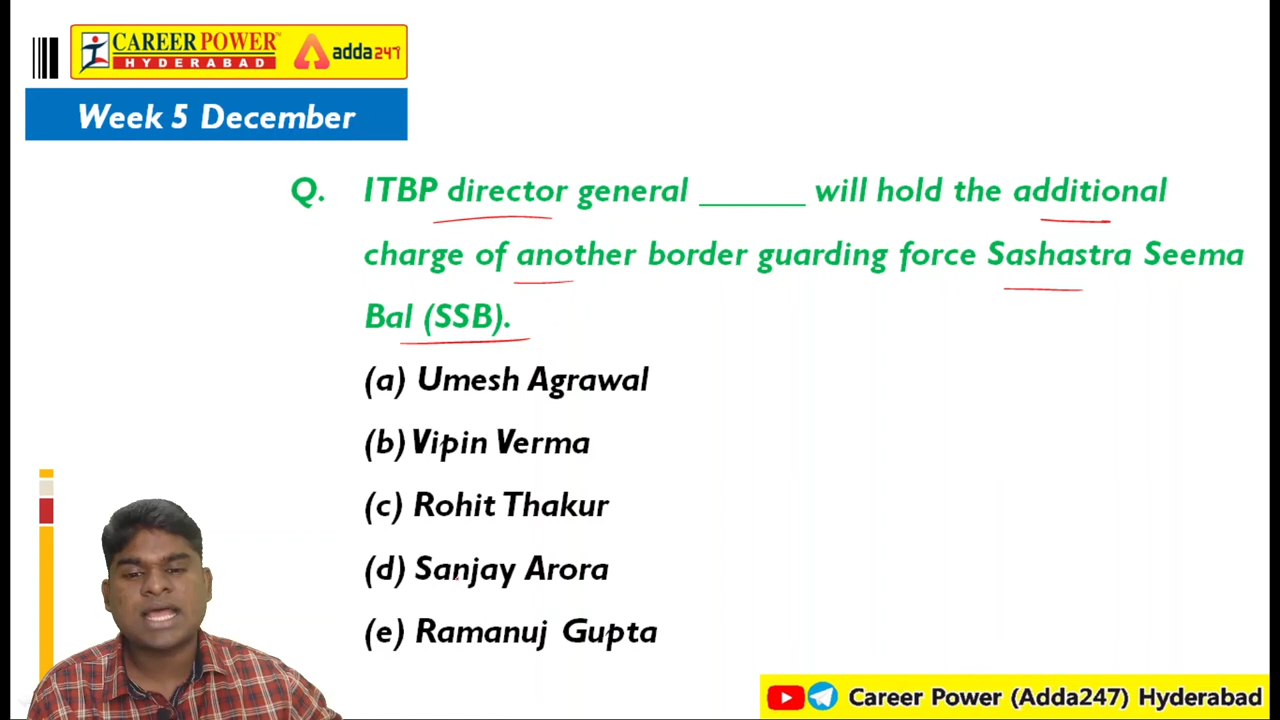 CAREER POWER
HYDERABAD
adda247
Week 5 December
Q. ITBP director general ______ will hold the additional
charge of another border guarding force Sashastra Seema
Bal (SSB).
(a) Umesh Agrawal
(b) Vipin Verma
(c) Rohit Thakur
(d) Sanjay Arora
(e) Ramanuj Gupta
Career Power (Adda247) Hyderabad